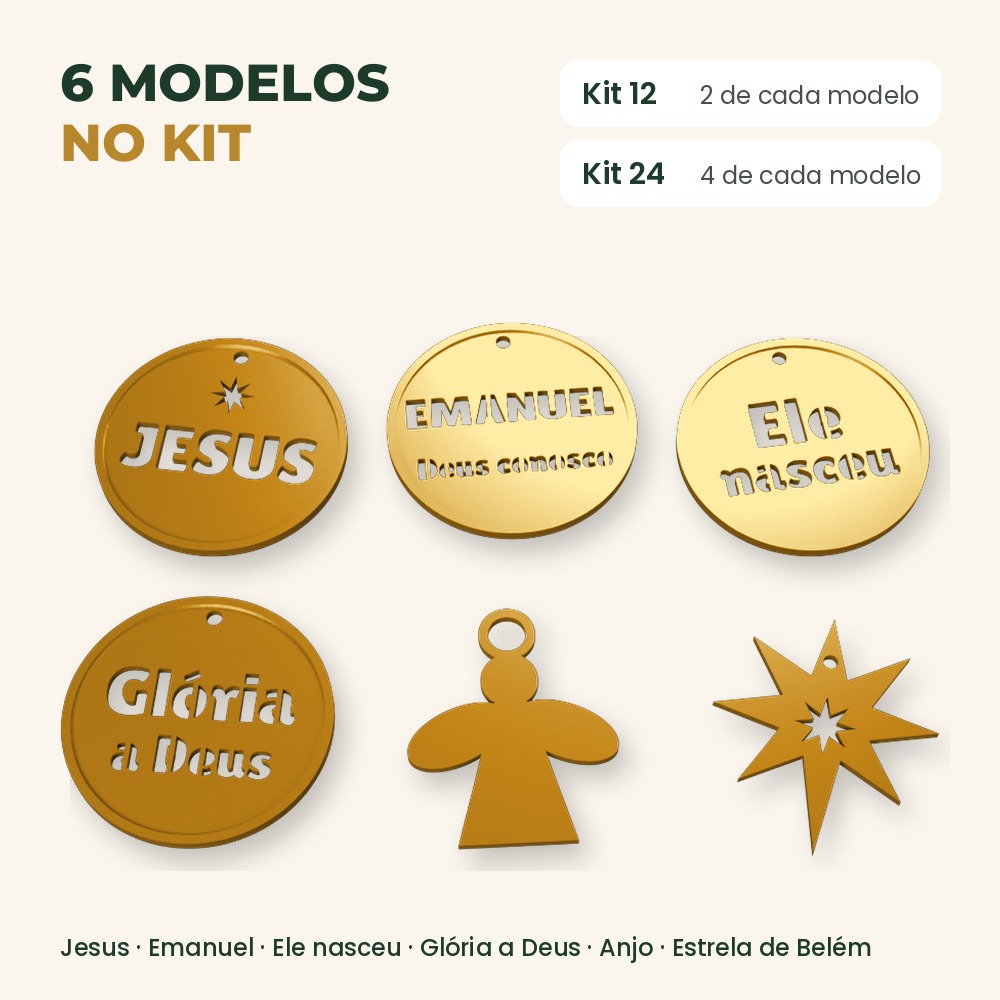 6 MODELOS
NO KIT
Kit 12 2 de cada modelo
Kit 24 4 de cada modelo
JESUS
EMANUEL
Deus conosco
Ele
nasceu
Glória
a Deus
Jesus · Emanuel · Ele nasceu · Glória a Deus · Anjo · Estrela de Belém